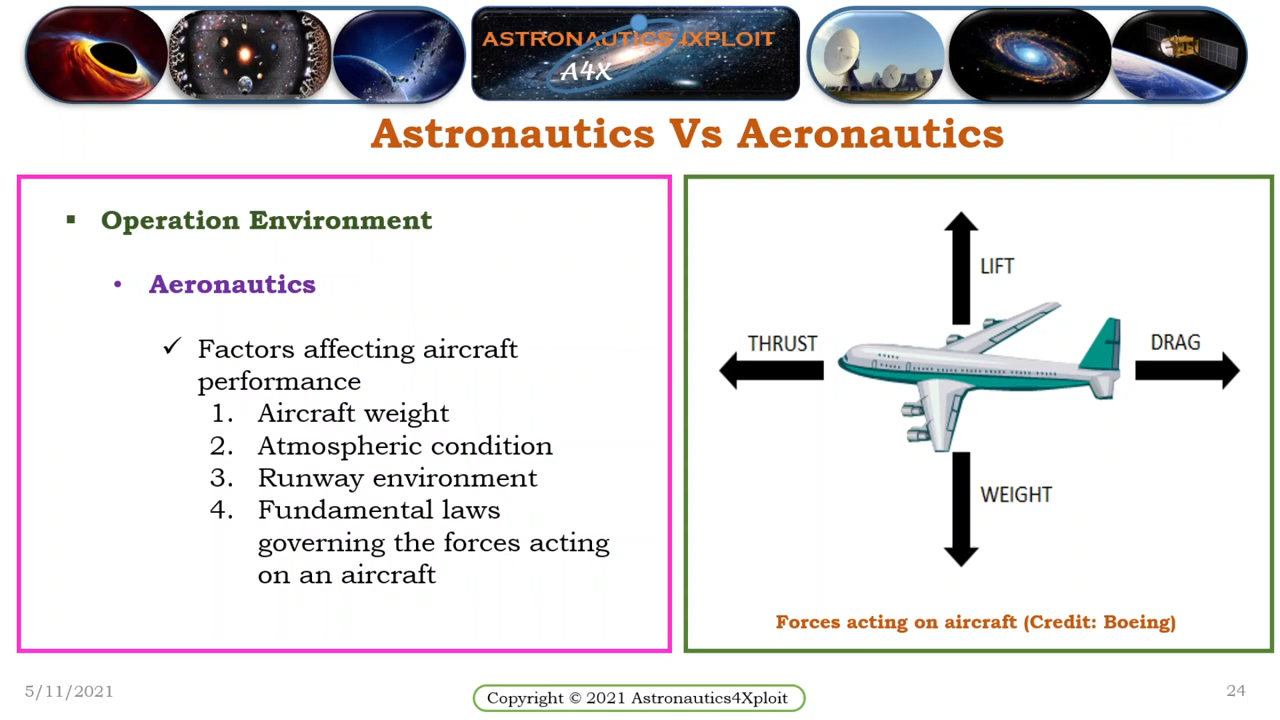 ASTRONAUTICS 4XPLOIT
A4X
Astronautics Vs Aeronautics
▪ Operation Environment
• Aeronautics
✓ Factors affecting aircraft
performance
1. Aircraft weight
2. Atmospheric condition
3. Runway environment
4. Fundamental laws
governing the forces acting
on an aircraft
LIFT
THRUST
DRAG
WEIGHT
Forces acting on aircraft (Credit: Boeing)
5/11/2021
Copyright © 2021 Astronautics4Xploit
24